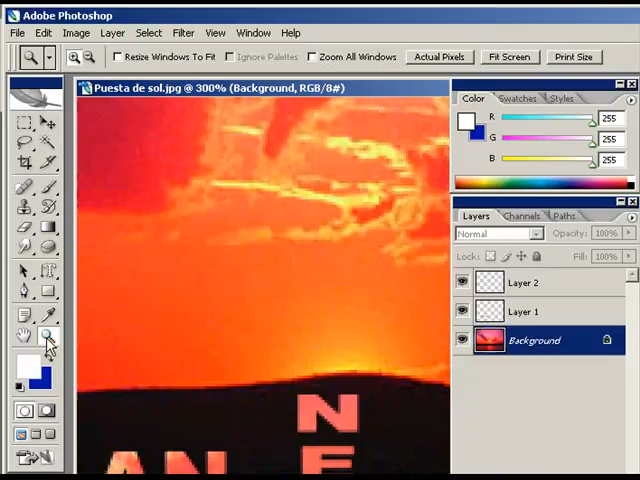 Adobe Photoshop
File Edit Image Layer Select Filter View Window Help
Resize Windows To Fit Ignore Palettes Zoom All Windows Actual Pixels Fit Screen Print Size
Puesta de sol.jpg @ 300% (Background, RGB/8#)
Color Swatches Styles
R 255
G 255
B 255
Layers Channels Paths
Normal Opacity: 100%
Lock: Fill: 100%
Layer 2
Layer 1
Background
T
N
AN E